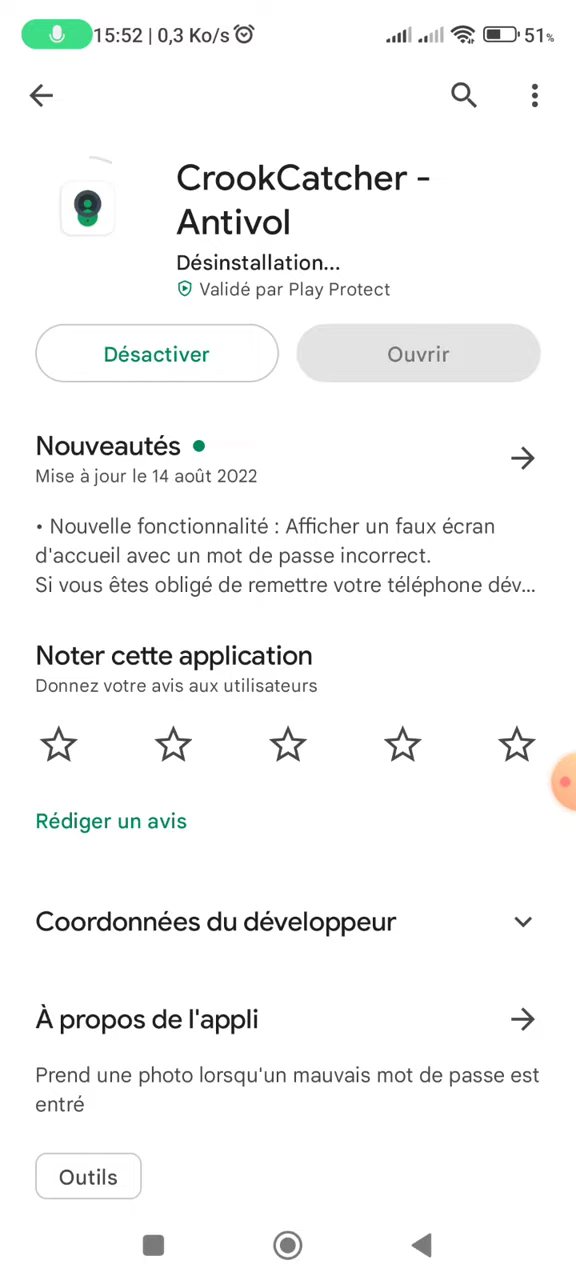 15:52 | 0,3 Ko/s 51%
CrookCatcher -
Antivol
Désinstallation...
Validé par Play Protect
Désactiver
Ouvrir
Nouveautés
Mise à jour le 14 août 2022
• Nouvelle fonctionnalité : Afficher un faux écran
d'accueil avec un mot de passe incorrect.
Si vous êtes obligé de remettre votre téléphone dév...
Noter cette application
Donnez votre avis aux utilisateurs
Rédiger un avis
Coordonnées du développeur
À propos de l'appli
Prend une photo lorsqu'un mauvais mot de passe est
entré
Outils